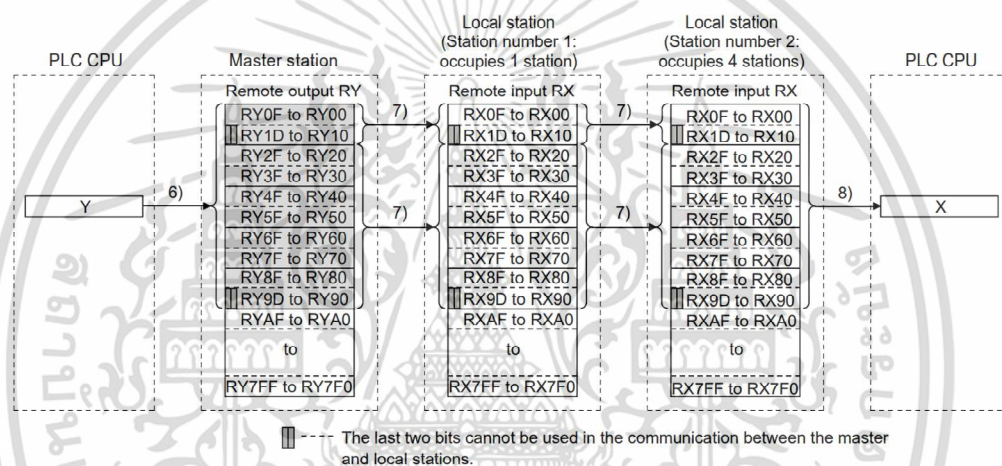 Local station
(Station number 1:
occupies 1 station)
Local station
(Station number 2:
occupies 4 stations)
PLC CPU
Master station
PLC CPU
Remote output RY
RY0F to RY00
RY1D to RY10
RY2F to RY20
RY3F to RY30
RY4F to RY40
RY5F to RY50
RY6F to RY60
RY7F to RY70
RY8F to RY80
RY9D to RY90
RYAF to RYA0
to
RY7FF to RY7F0
Remote input RX
RX0F to RX00
RX1D to RX10
RX2F to RX20
RX3F to RX30
RX4F to RX40
RX5F to RX50
RX6F to RX60
RX7F to RX70
RX8F to RX80
RX9D to RX90
RXAF to RXA0
to
RX7FF to RX7F0
Remote input RX
RX0F to RX00
RX1D to RX10
RX2F to RX20
RX3F to RX30
RX4F to RX40
RX5F to RX50
RX6F to RX60
RX7F to RX70
RX8F to RX80
RX9D to RX90
RXAF to RXA0
to
RX7FF to RX7F0
Y
6)
7)
7)
7)
7)
8)
X
The last two bits cannot be used in the communication between the master
and local stations.